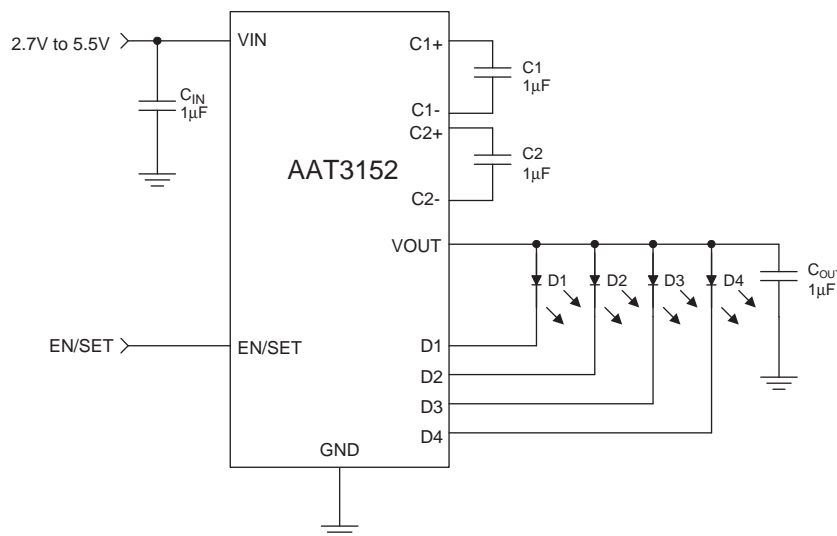 2.7V to 5.5V
VIN
C1+
C1
1μF
CIN
1μF
C1-
C2+
AAT3152
C2
1μF
C2-
VOUT
D1
D2
D3
D4
COUT
1μF
EN/SET
EN/SET
D1
D2
D3
D4
GND